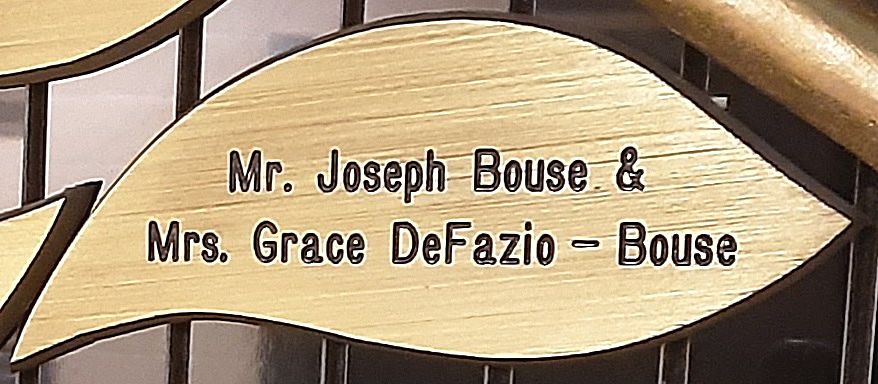 Mr. Joseph Bouse &
Mrs. Grace DeFazio - Bouse